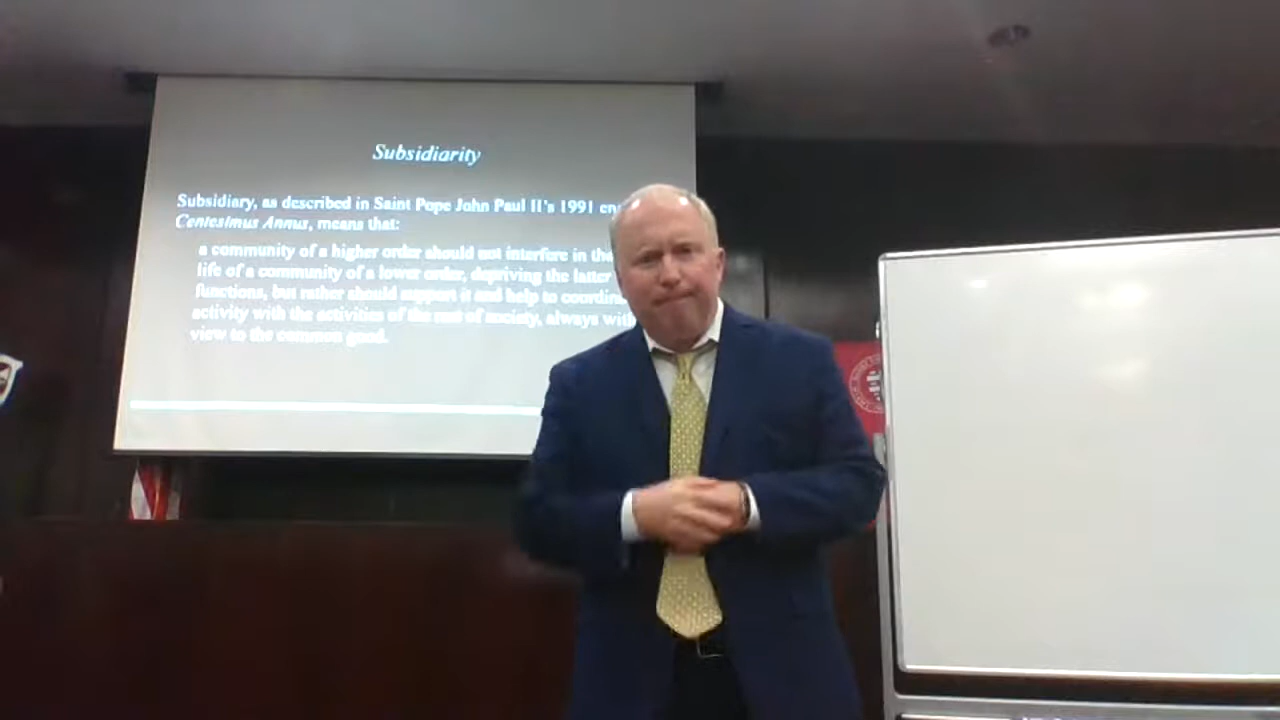 Subsidiarity
Subsidiary, as described in Saint Pope John Paul II's 1991
Centesimus Annus, means that:
a community of a higher order should not interfere in the
life of a community of a lower order, depriving the latter
functions, but rather should support it and help to
activity with the activities of the rest of society, always
view to the common good.